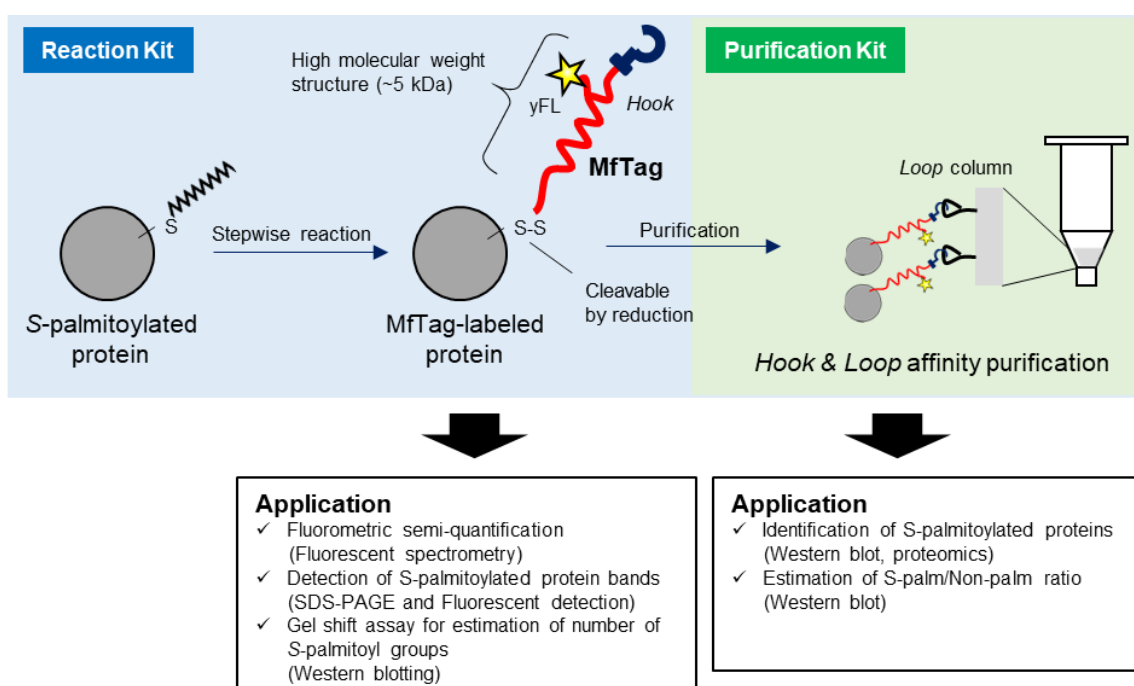 Reaction Kit
High molecular weight
structure (~5 kDa)
yFL
Hook
MfTag
S
Stepwise reaction
S-S
Cleavable
by reduction
S-palmitoylated
protein
MfTag-labeled
protein
Purification
Purification Kit
Loop column
Hook & Loop affinity purification
Application
✓ Fluorometric semi-quantification
(Fluorescent spectrometry)
✓ Detection of S-palmitoylated protein bands
(SDS-PAGE and Fluorescent detection)
✓ Gel shift assay for estimation of number of
S-palmitoyl groups
(Western blotting)
Application
✓ Identification of S-palmitoylated proteins
(Western blot, proteomics)
✓ Estimation of S-palm/Non-palm ratio
(Western blot)